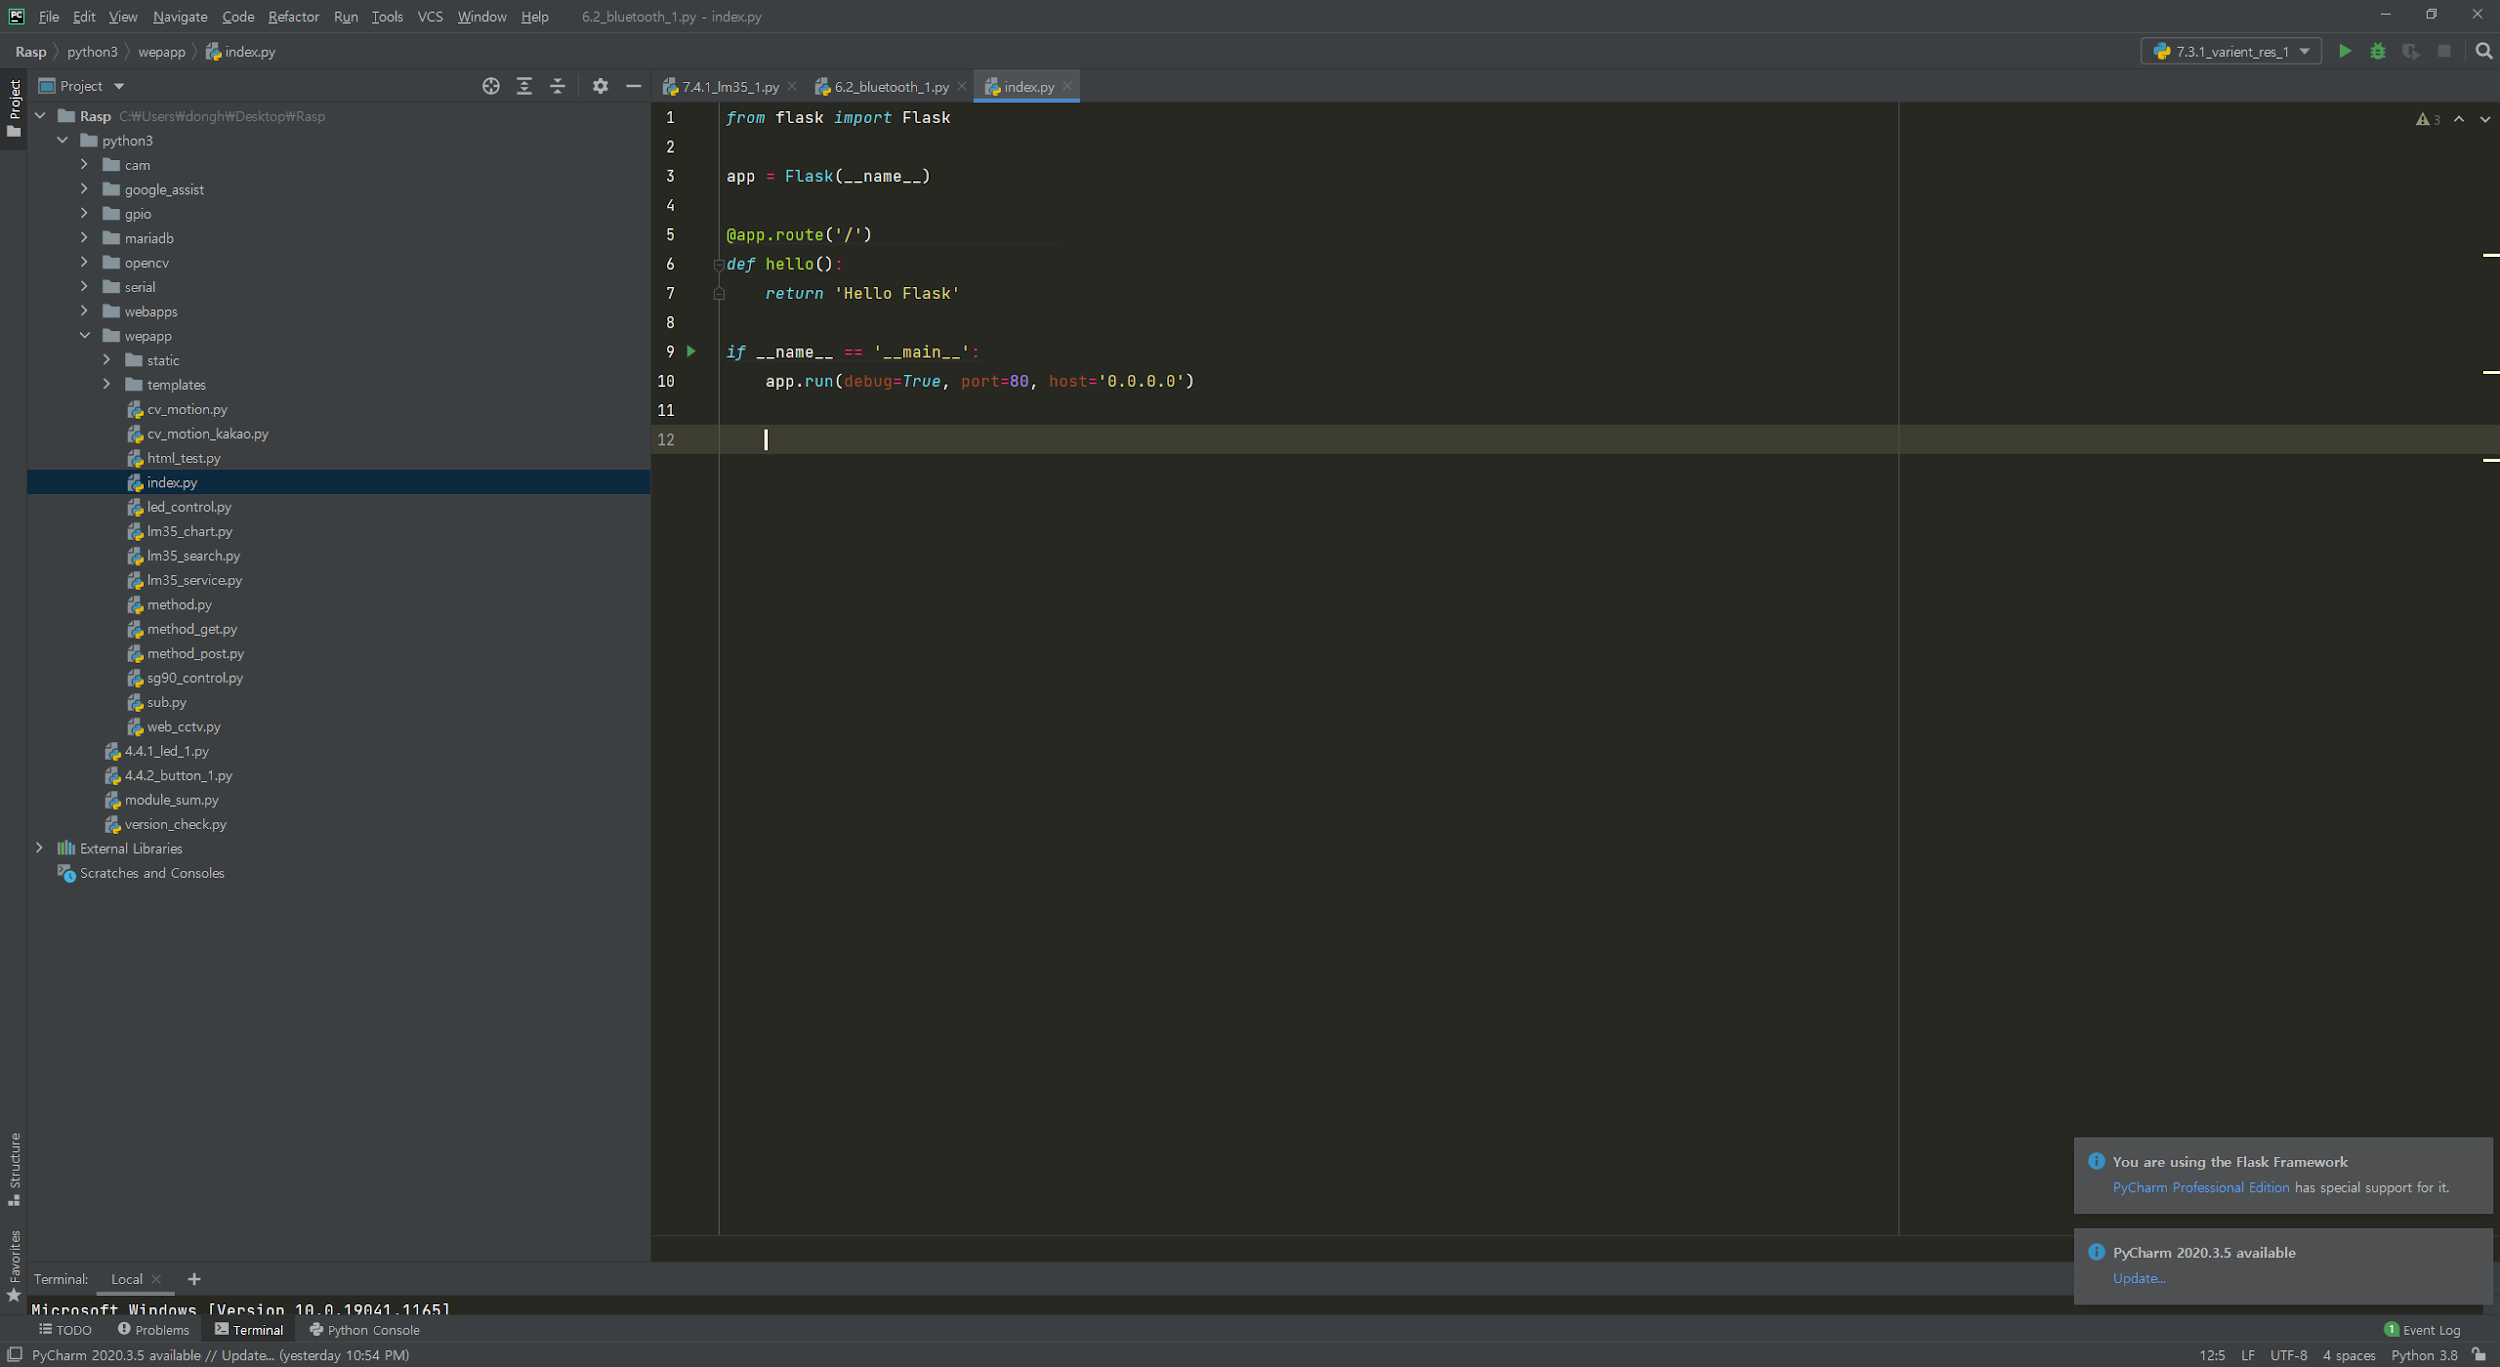 PC File Edit View Navigate Code Refactor Run Tools VCS Window Help 6.2_bluetooth_1.py - index.py
Rasp python3 wepapp index.py 7.3.1_varient_res_1
Project 7.4.1_lm35_1.py 6.2_bluetooth_1.py index.py
Project
Rasp C:₩Users₩dongh₩Desktop₩Rasp
python3
cam
google_assist
gpio
mariadb
opencv
serial
webapps
wepapp
static
templates
cv_motion.py
cv_motion_kakao.py
html_test.py
index.py
led_control.py
lm35_chart.py
lm35_search.py
lm35_service.py
method.py
method_get.py
method_post.py
sg90_control.py
sub.py
web_cctv.py
4.4.1_led_1.py
4.4.2_button_1.py
module_sum.py
version_check.py
External Libraries
Scratches and Consoles
1 from flask import Flask
2
3 app = Flask(__name__)
4
5 @app.route('/')
6 def hello():
7 return 'Hello Flask'
8
9 if __name__ == '__main__':
10 app.run(debug=True, port=80, host='0.0.0.0')
11
12
3
Structure
Favorites
You are using the Flask Framework
PyCharm Professional Edition has special support for it.
PyCharm 2020.3.5 available
Update...
Terminal: Local
Microsoft Windows [Version 10.0.19041.1165]
TODO Problems Terminal Python Console 1 Event Log
PyCharm 2020.3.5 available // Update... (yesterday 10:54 PM) 12:5 LF UTF-8 4 spaces Python 3.8